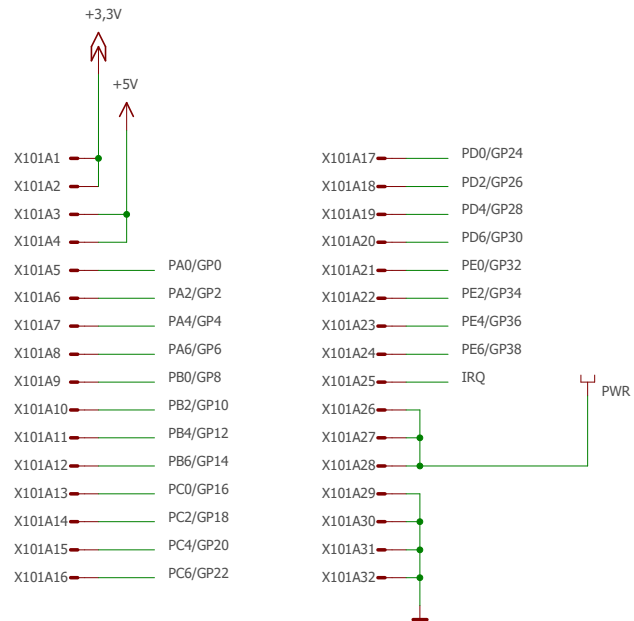 +3,3V
+5V
X101A1
X101A2
X101A3
X101A4
X101A5 PA0/GP0
X101A6 PA2/GP2
X101A7 PA4/GP4
X101A8 PA6/GP6
X101A9 PB0/GP8
X101A10 PB2/GP10
X101A11 PB4/GP12
X101A12 PB6/GP14
X101A13 PC0/GP16
X101A14 PC2/GP18
X101A15 PC4/GP20
X101A16 PC6/GP22
X101A17 PD0/GP24
X101A18 PD2/GP26
X101A19 PD4/GP28
X101A20 PD6/GP30
X101A21 PE0/GP32
X101A22 PE2/GP34
X101A23 PE4/GP36
X101A24 PE6/GP38
X101A25 IRQ
PWR
X101A26
X101A27
X101A28
X101A29
X101A30
X101A31
X101A32